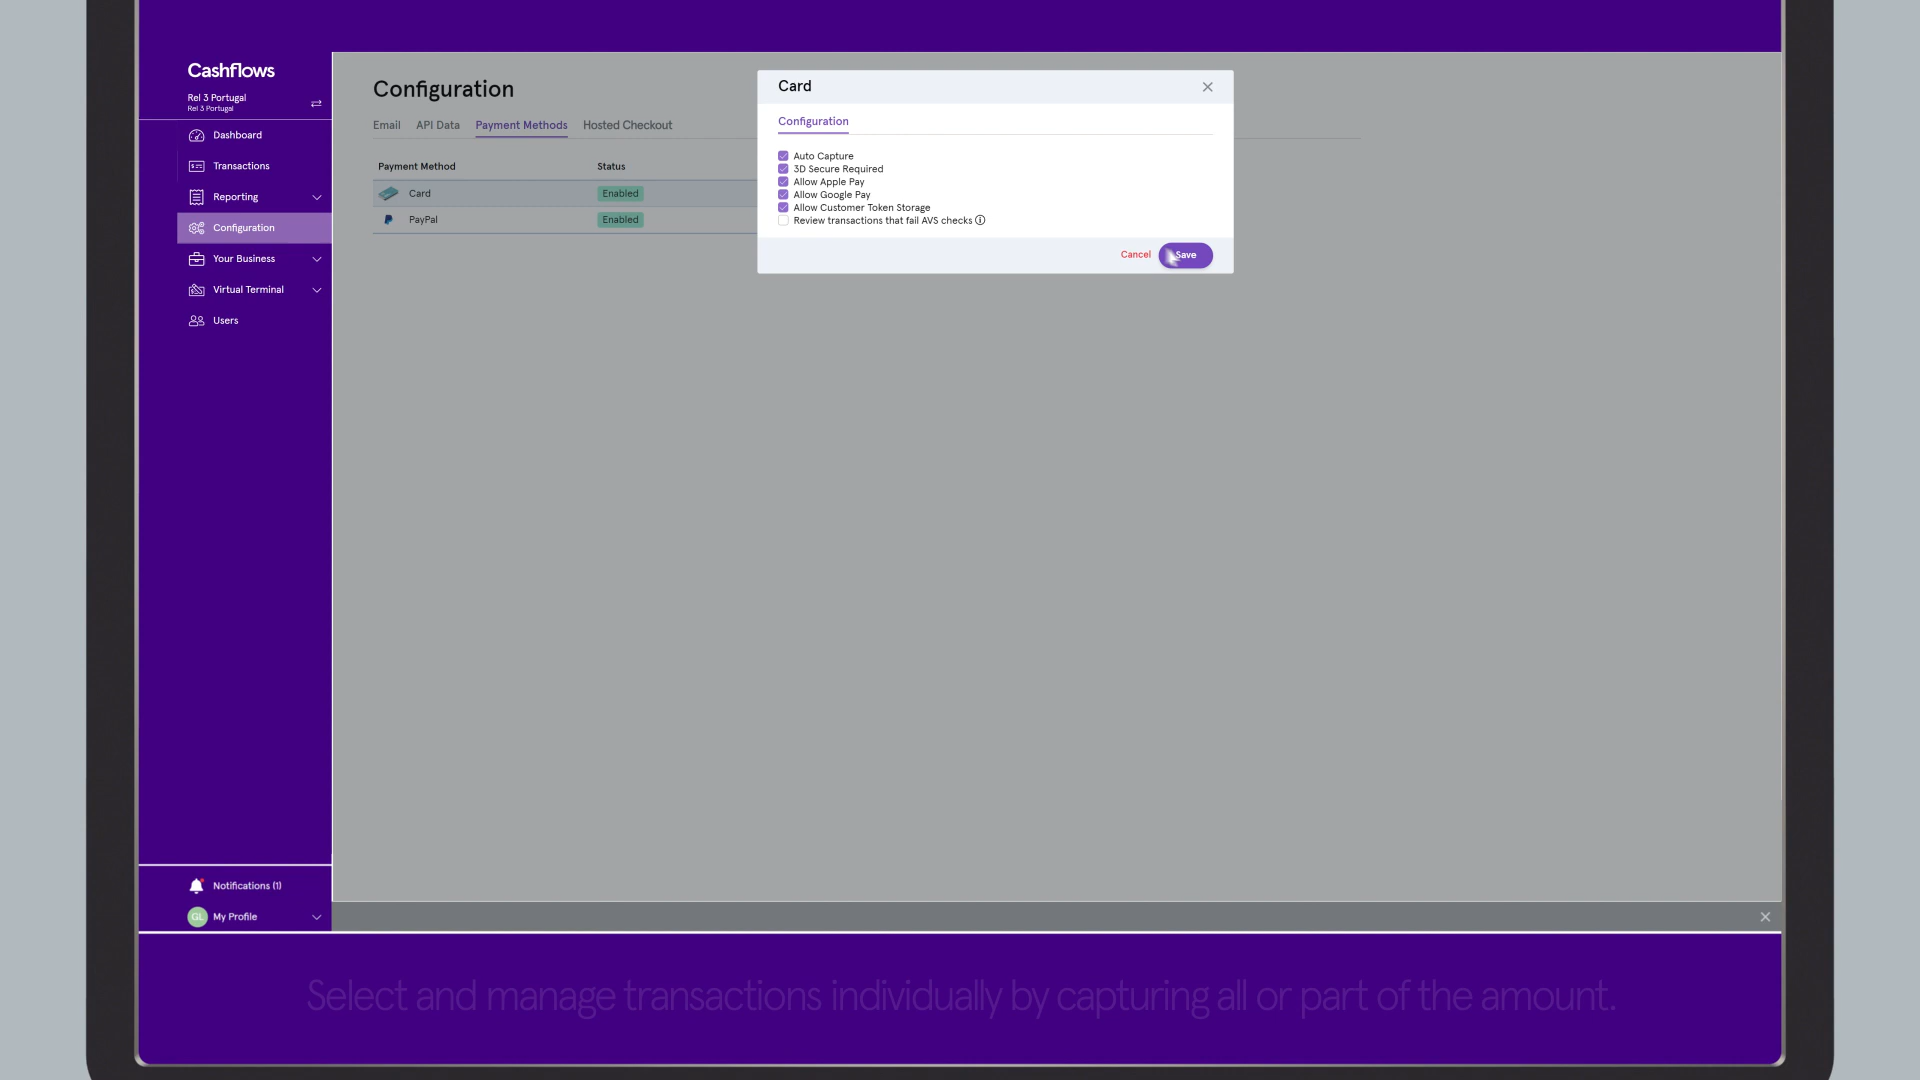 Cashflows
Rel 3 Portugal
Rel 3 Portugal
Dashboard
Transactions
Reporting
Configuration
Your Business
Virtual Terminal
Users
Notifications (1)
GL My Profile
Configuration
Email API Data Payment Methods Hosted Checkout
Payment Method Status
Card Enabled
PayPal Enabled
Card
Configuration
Auto Capture
3D Secure Required
Allow Apple Pay
Allow Google Pay
Allow Customer Token Storage
Review transactions that fail AVS checks
Cancel Save
Select and manage transactions individually by capturing all or part of the amount.